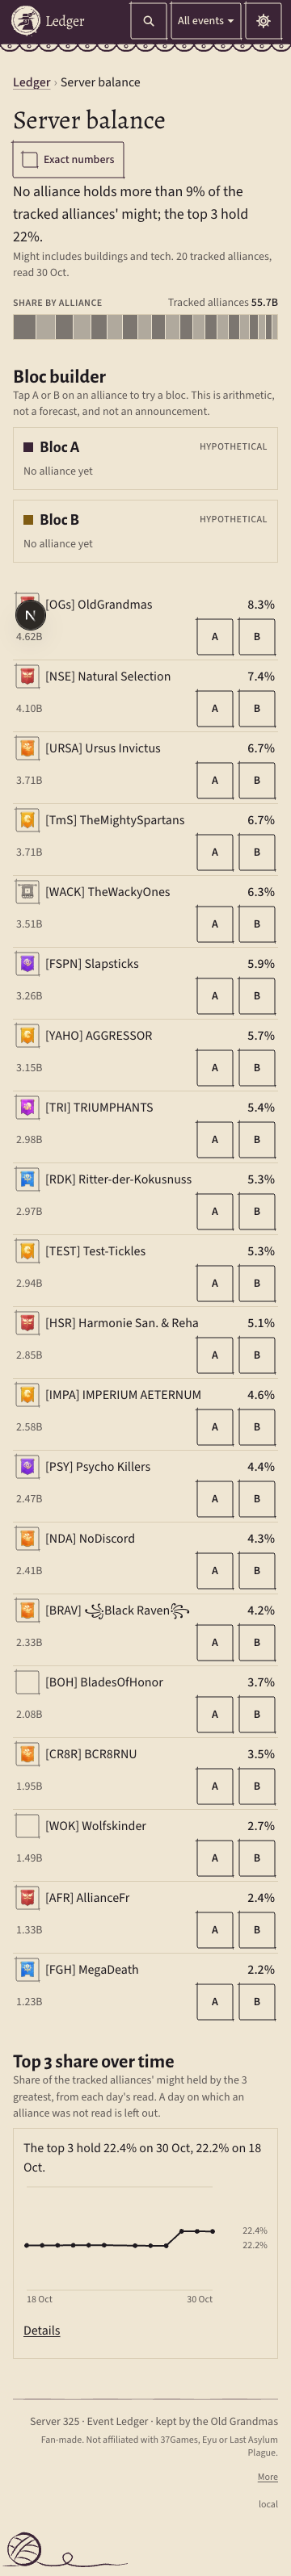 Ledger
All events
Ledger › Server balance
Server balance
Exact numbers
No alliance holds more than 9% of the
tracked alliances' might; the top 3 hold
22%.
Might includes buildings and tech. 20 tracked alliances,
read 30 Oct.
SHARE BY ALLIANCE Tracked alliances 55.7B
Bloc builder
Tap A or B on an alliance to try a bloc. This is arithmetic,
not a forecast, and not an announcement.
Bloc A HYPOTHETICAL
No alliance yet
Bloc B HYPOTHETICAL
No alliance yet
[OGs] OldGrandmas 8.3%
N
4.62B A B
[NSE] Natural Selection 7.4%
4.10B A B
[URSA] Ursus Invictus 6.7%
3.71B A B
[TmS] TheMightySpartans 6.7%
3.71B A B
[WACK] TheWackyOnes 6.3%
3.51B A B
[FSPN] Slapsticks 5.9%
3.26B A B
[YAHO] AGGRESSOR 5.7%
3.15B A B
[TRI] TRIUMPHANTS 5.4%
2.98B A B
[RDK] Ritter-der-Kokusnuss 5.3%
2.97B A B
[TEST] Test-Tickles 5.3%
2.94B A B
[HSR] Harmonie San. & Reha 5.1%
2.85B A B
[IMPA] IMPERIUM AETERNUM 4.6%
2.58B A B
[PSY] Psycho Killers 4.4%
2.47B A B
[NDA] NoDiscord 4.3%
2.41B A B
[BRAV] ꧁Black Raven꧂ 4.2%
2.33B A B
[BOH] BladesOfHonor 3.7%
2.08B A B
[CR8R] BCR8RNU 3.5%
1.95B A B
[WOK] Wolfskinder 2.7%
1.49B A B
[AFR] AllianceFr 2.4%
1.33B A B
[FGH] MegaDeath 2.2%
1.23B A B
Top 3 share over time
Share of the tracked alliances' might held by the 3
greatest, from each day's read. A day on which an
alliance was not read is left out.
The top 3 hold 22.4% on 30 Oct, 22.2% on 18
Oct.
22.4%
22.2%
18 Oct 30 Oct
Details
Server 325 · Event Ledger · kept by the Old Grandmas
Fan-made. Not affiliated with 37Games, Eyu or Last Asylum
Plague.
More
local